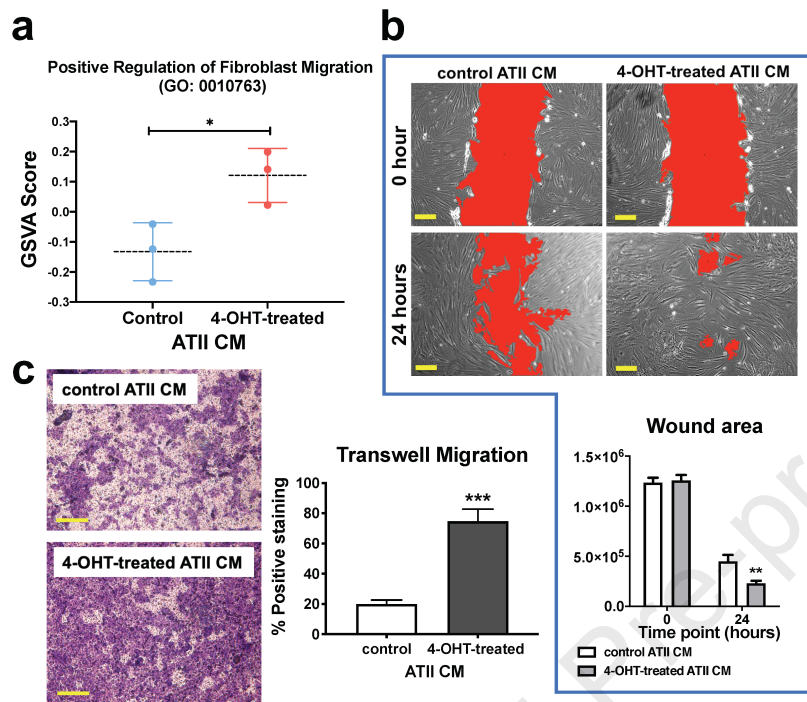 a
Positive Regulation of Fibroblast Migration
(GO: 0010763)
*
0.3
0.2
0.1
0.0
-0.1
-0.2
-0.3
GSVA Score
Control
4-OHT-treated
ATII CM
b
control ATII CM
4-OHT-treated ATII CM
0 hour
24 hours
Wound area
1.5×10⁶
1.0×10⁶
5.0×10⁵
0.0
**
0
24
Time point (hours)
control ATII CM
4-OHT-treated ATII CM
c
control ATII CM
4-OHT-treated ATII CM
Transwell Migration
100
80
60
40
20
0
% Positive staining
***
control
4-OHT-treated
ATII CM
Pre-pr